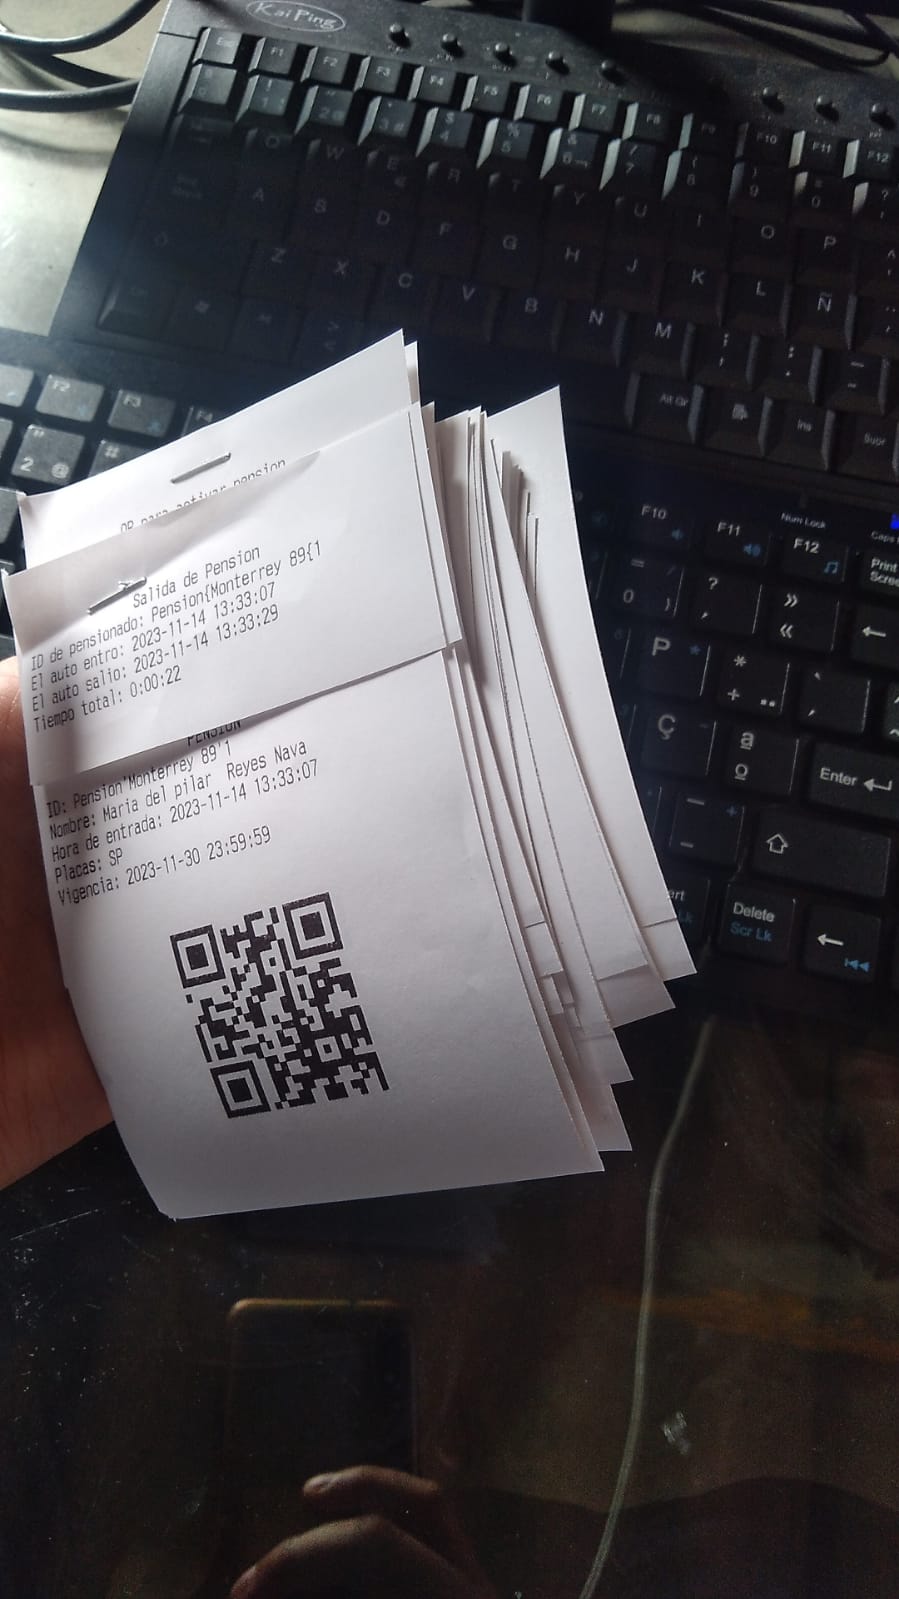 KaiPing
Esc F1 F2 F3 F4 F5 F6 F7 F8 F9 F10 F11 F12
W E R T Y U I O P
A S D F G H J K L Ñ
Z X C V B N M
Alt Gr Ins Supr
F2 F3 F4
2 @ #
F10 F11 F12 Num Lock
Print
Scree
P
Ç ª º
Enter
Delete
Scr Lk
QR para activar pension
Salida de Pension
ID de pensionado: Pension{Monterrey 89{1
El auto entro: 2023-11-14 13:33:07
El auto salio: 2023-11-14 13:33:29
Tiempo total: 0:00:22
PENSION
ID: Pension'Monterrey 89'1
Nombre: Maria del pilar Reyes Nava
Hora de entrada: 2023-11-14 13:33:07
Placas: SP
Vigencia: 2023-11-30 23:59:59